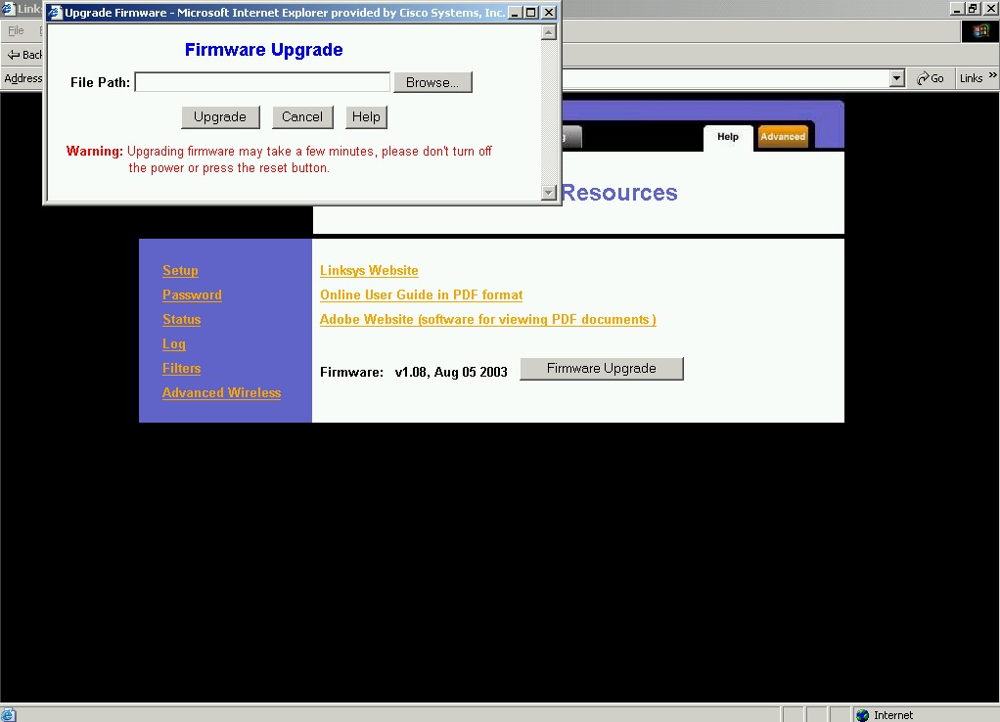 Link
Upgrade Firmware - Microsoft Internet Explorer provided by Cisco Systems, Inc.
File
Back
Address
Go
Links »
Firmware Upgrade
File Path:
Browse...
Upgrade
Cancel
Help
Warning: Upgrading firmware may take a few minutes, please don't turn off
the power or press the reset button.
Help
Advanced
Resources
Setup
Password
Status
Log
Filters
Advanced Wireless
Linksys Website
Online User Guide in PDF format
Adobe Website (software for viewing PDF documents )
Firmware: v1.08, Aug 05 2003
Firmware Upgrade
Internet